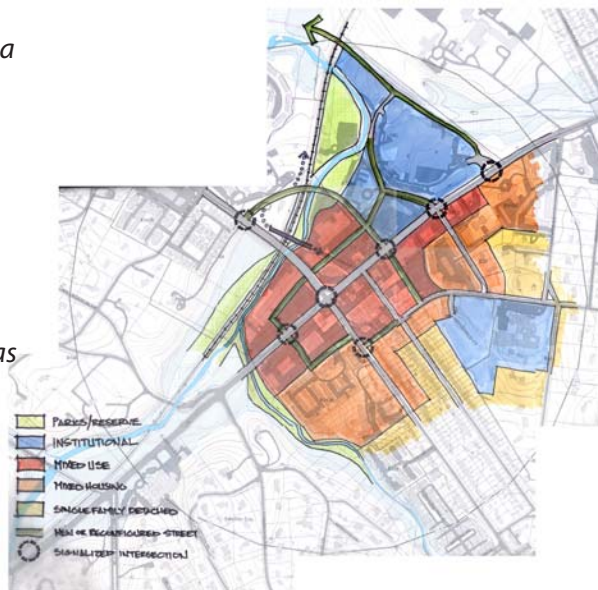 a
as
PARKS/RESERVE
INSTITUTIONAL
MIXED USE
MIXED HOUSING
SINGLE FAMILY DETACHED
NEW OR RECONFIGURED STREET
SIGNALIZED INTERSECTION